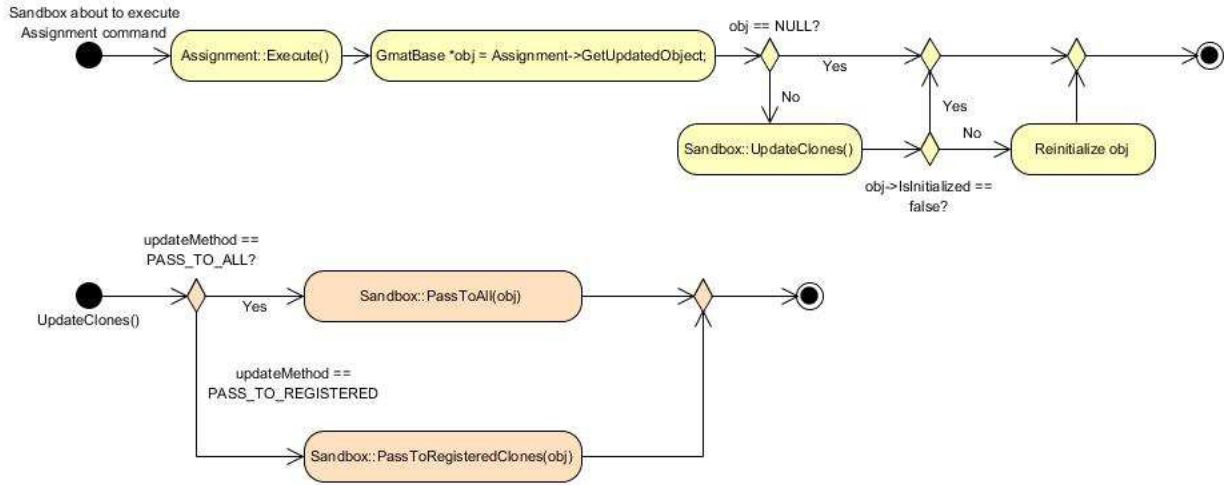 Sandbox about to execute
Assignment command
Assignment::Execute()
GmatBase *obj = Assignment->GetUpdatedObject;
obj == NULL?
Yes
No
Sandbox::UpdateClones()
Yes
No
obj->IsInitialized ==
false?
Reinitialize obj
updateMethod ==
PASS_TO_ALL?
UpdateClones()
Yes
Sandbox::PassToAll(obj)
updateMethod ==
PASS_TO_REGISTERED
Sandbox::PassToRegisteredClones(obj)